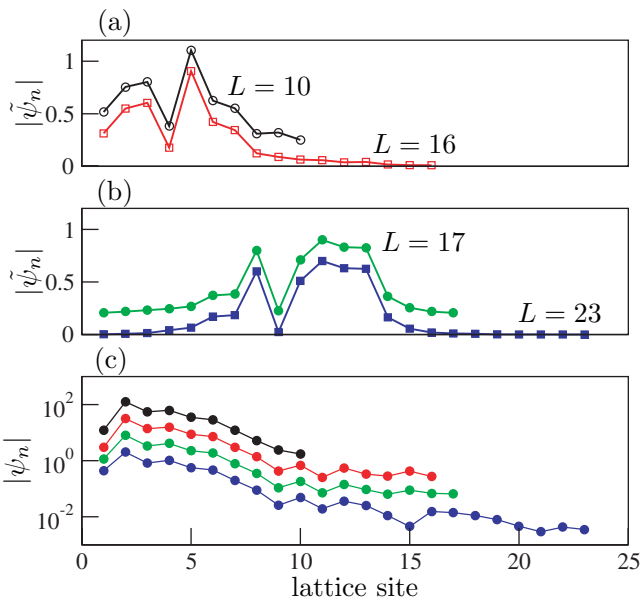 (a)
1
0.5
0
|ψ̃ₙ|
L = 10
L = 16
(b)
1
0.5
0
|ψ̃ₙ|
L = 17
L = 23
(c)
10²
10⁰
10⁻²
|ψₙ|
0 5 10 15 20 25
lattice site